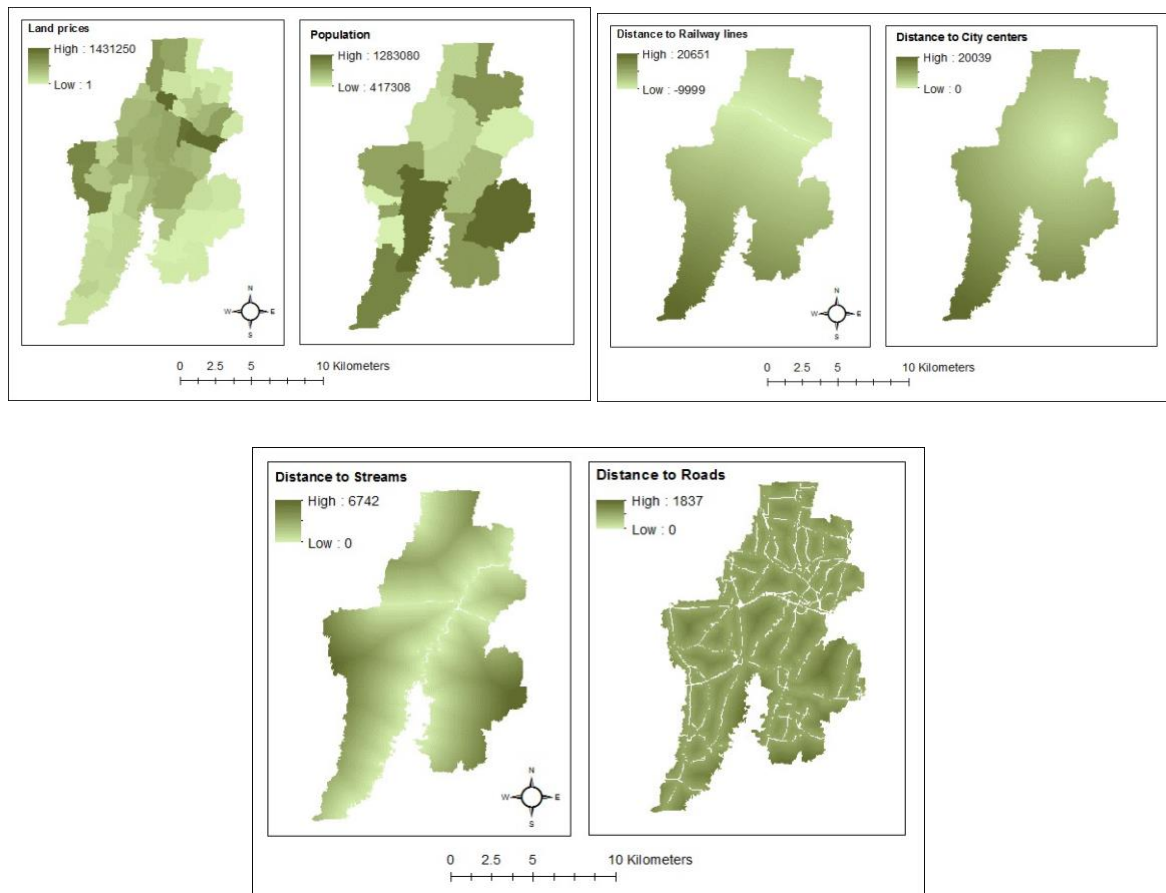 Land prices
High : 1431250
Low : 1
Population
High : 1283080
Low : 417308
N
W E
S
0 2.5 5 10 Kilometers
Distance to Railway lines
High : 20651
Low : -9999
Distance to City centers
High : 20039
Low : 0
N
W E
S
0 2.5 5 10 Kilometers
Distance to Streams
High : 6742
Low : 0
Distance to Roads
High : 1837
Low : 0
N
W E
S
0 2.5 5 10 Kilometers